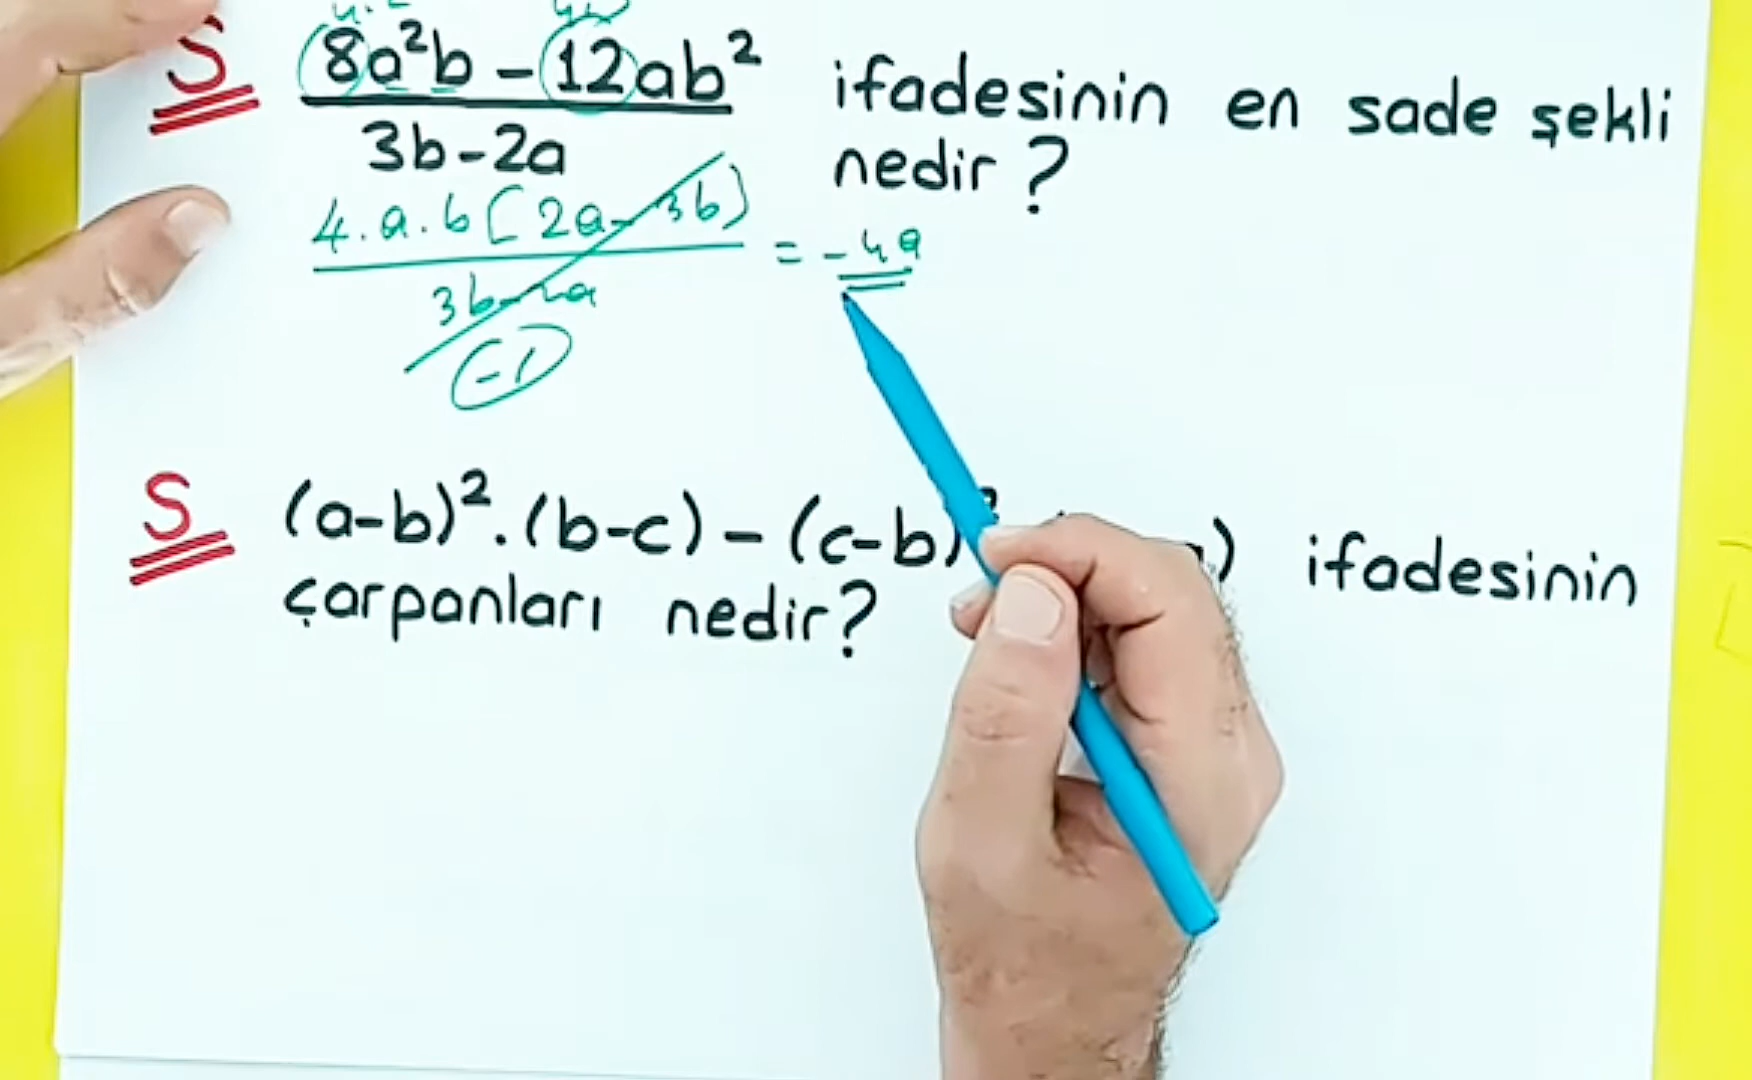 S 8a²b - 12ab² ifadesinin en sade şekli
3b-2a nedir?
4.a.b(2a-3b) = -4a
3b-2a
(-1)
S (a-b)².(b-c) - (c-b)² ) ifadesinin
çarpanları nedir?